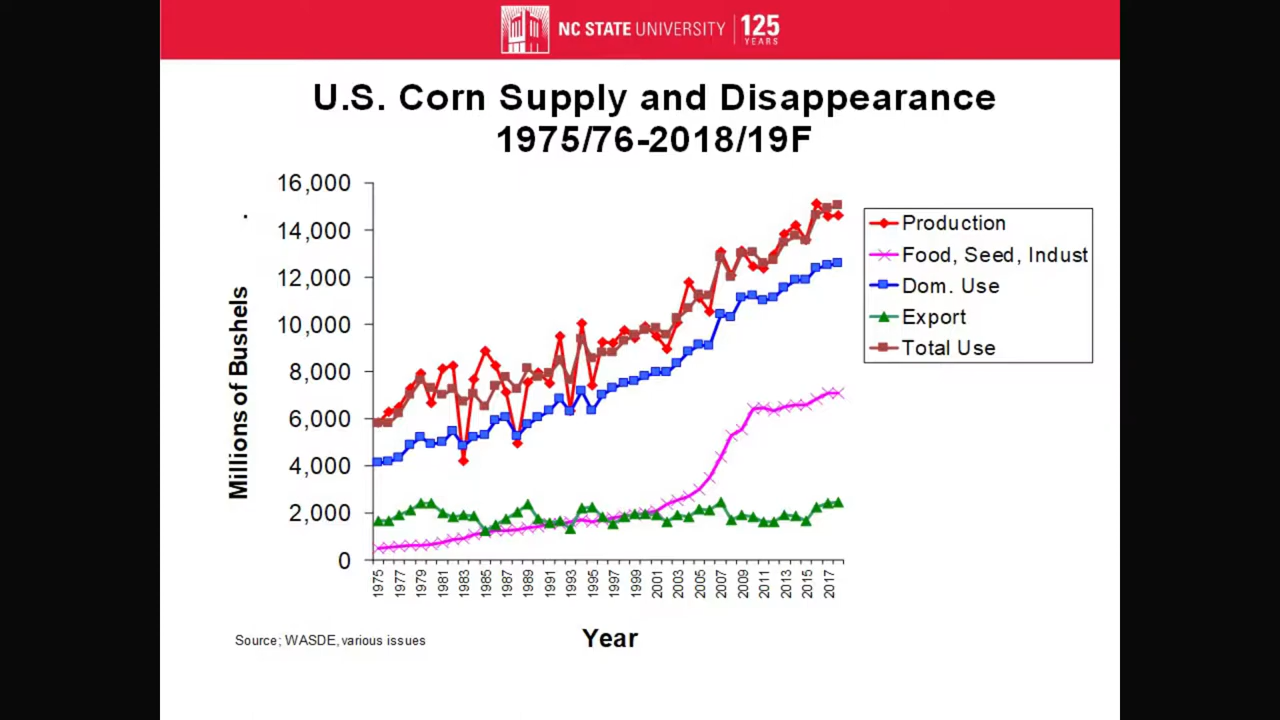 NC STATE UNIVERSITY 125 YEARS
U.S. Corn Supply and Disappearance
1975/76-2018/19F
16,000
14,000
12,000
10,000
8,000
6,000
4,000
2,000
0
Millions of Bushels
1975 1977 1979 1981 1983 1985 1987 1989 1991 1993 1995 1997 1999 2001 2003 2005 2007 2009 2011 2013 2015 2017
Year
Production
Food, Seed, Indust
Dom. Use
Export
Total Use
Source; WASDE, various issues